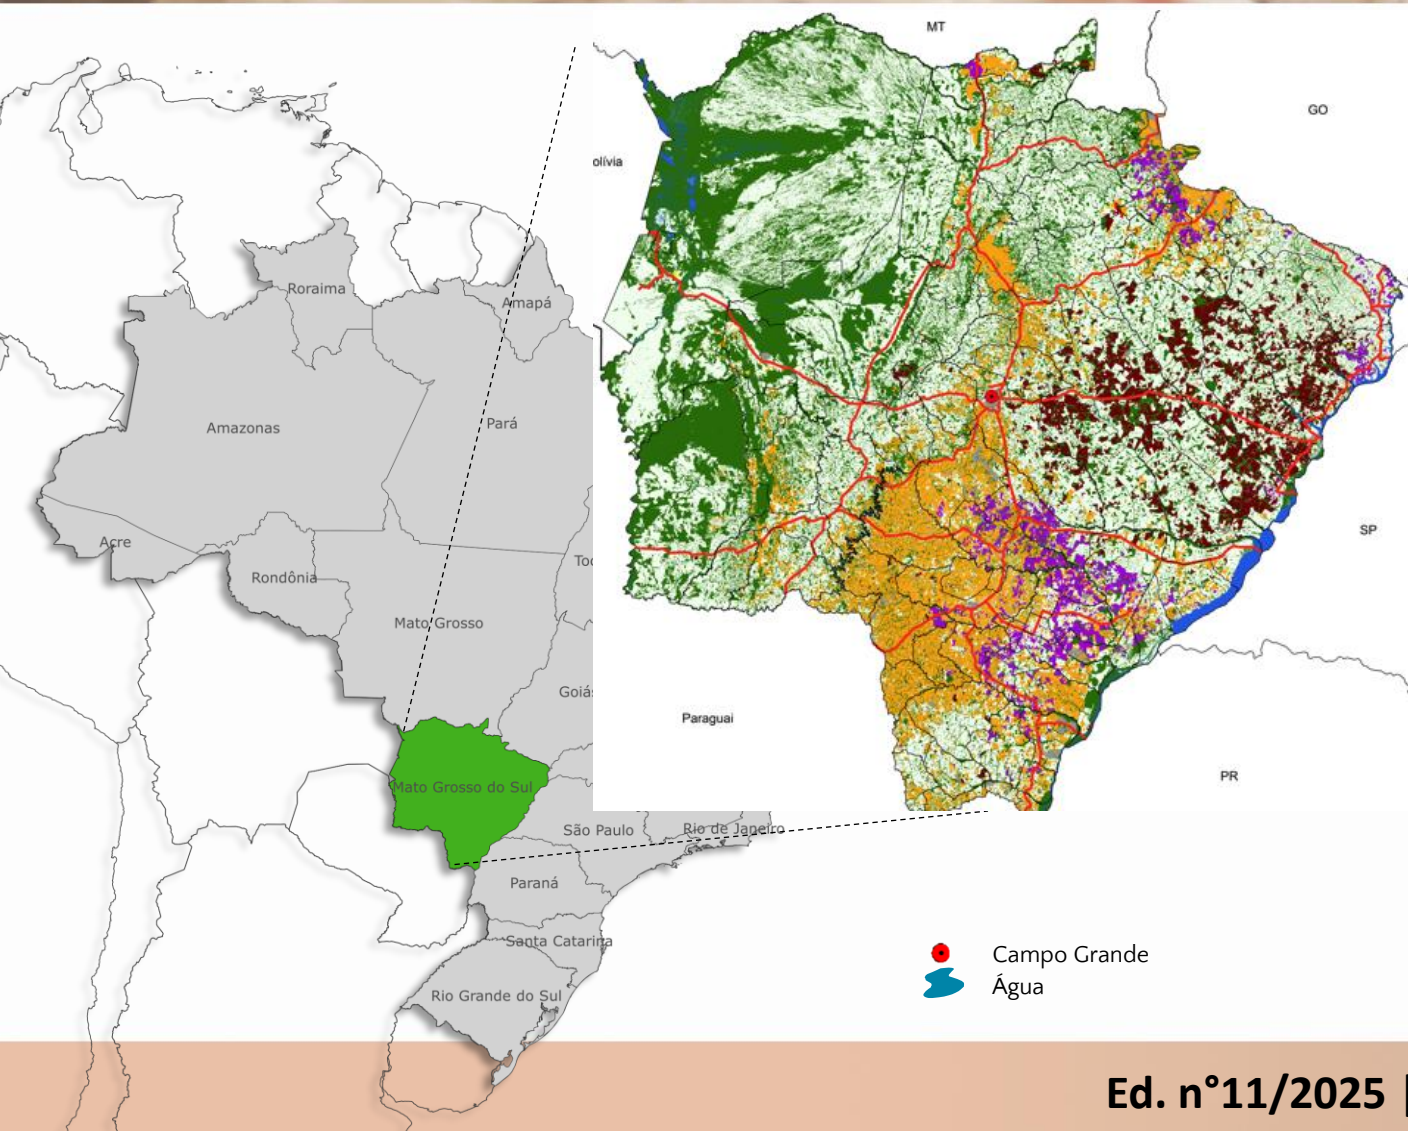 MT
GO
olívia
Roraima
Amapá
Amazonas
Pará
SP
Acre
Rondônia
Toc
Mato Grosso
Goiás
Paraguai
PR
Mato Grosso do Sul
São Paulo
Rio de Janeiro
Paraná
Santa Catarina
Campo Grande
Água
Rio Grande do Sul
Ed. n°11/2025 |